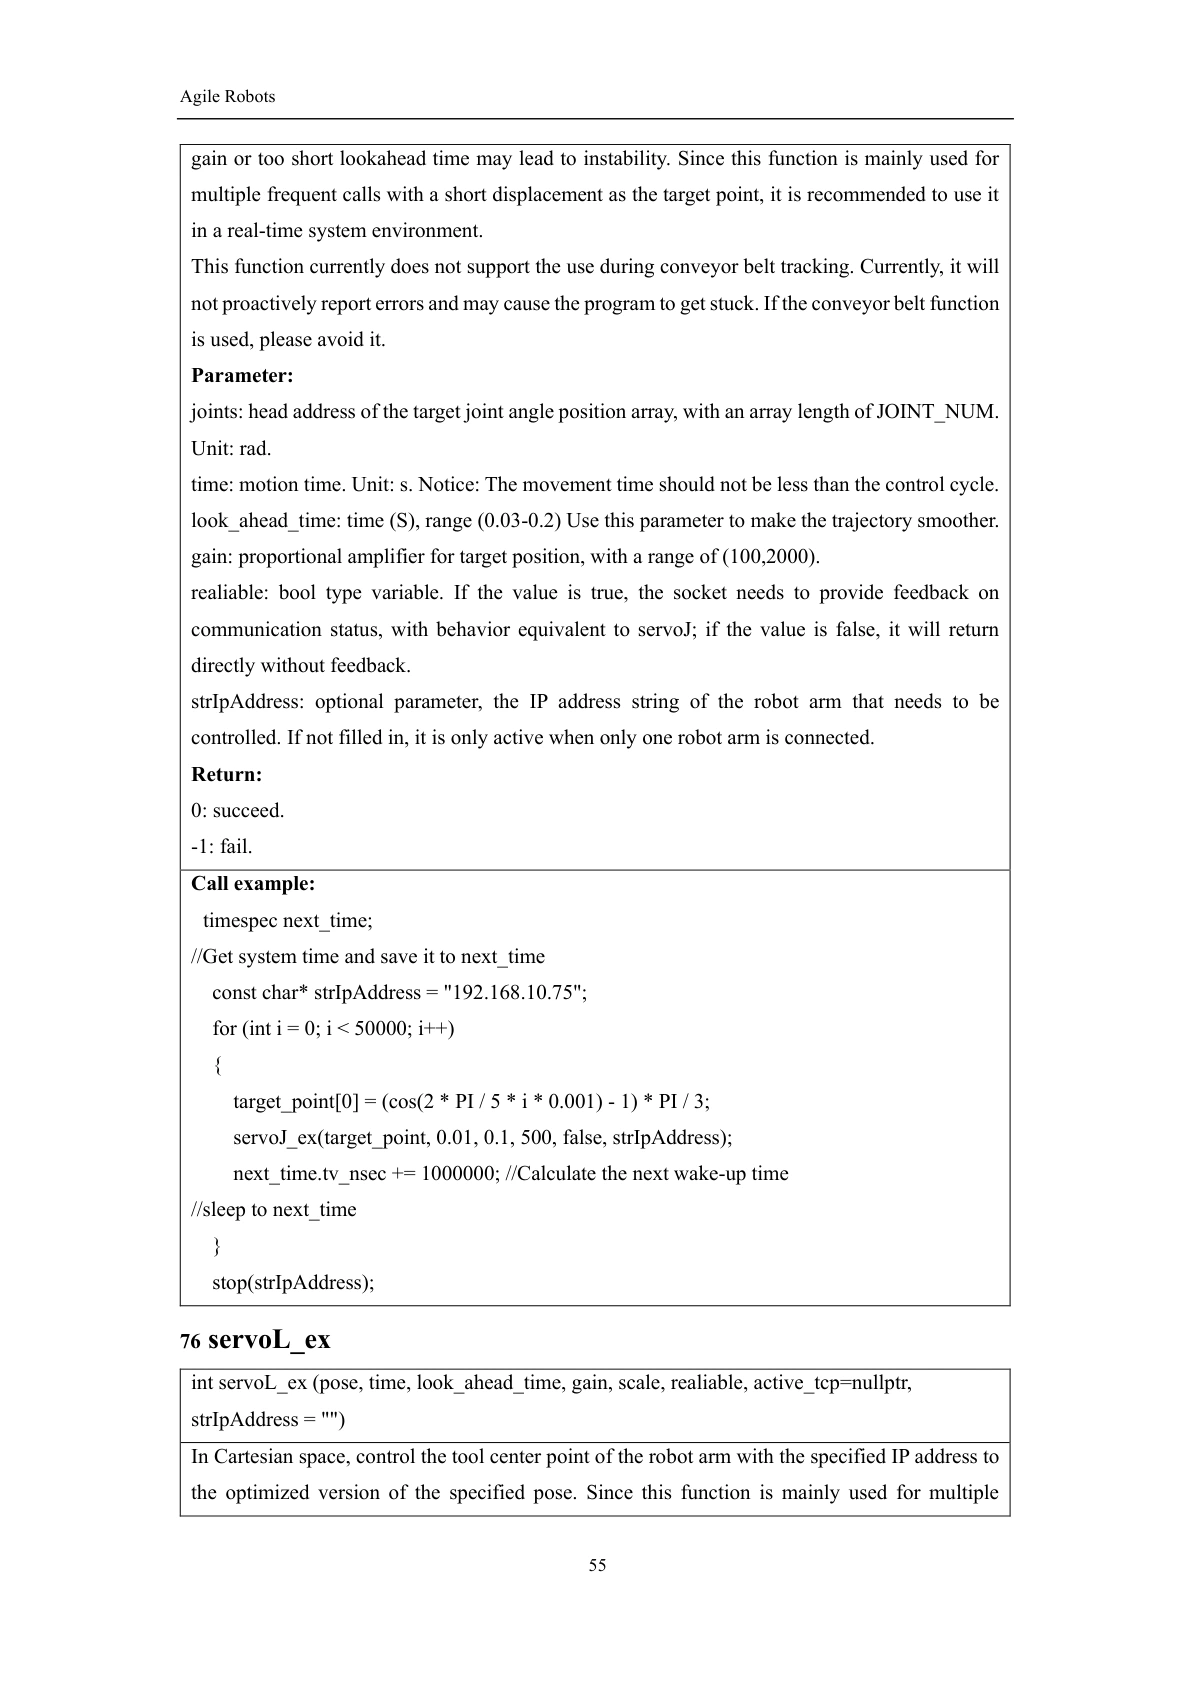 Agile Robots
gain or too short lookahead time may lead to instability. Since this function is mainly used for
multiple frequent calls with a short displacement as the target point, it is recommended to use it
in a real-time system environment.
This function currently does not support the use during conveyor belt tracking. Currently, it will
not proactively report errors and may cause the program to get stuck. If the conveyor belt function
is used, please avoid it.
Parameter:
joints: head address of the target joint angle position array, with an array length of JOINT_NUM.
Unit: rad.
time: motion time. Unit: s. Notice: The movement time should not be less than the control cycle.
look_ahead_time: time (S), range (0.03-0.2) Use this parameter to make the trajectory smoother.
gain: proportional amplifier for target position, with a range of (100,2000).
realiable: bool type variable. If the value is true, the socket needs to provide feedback on
communication status, with behavior equivalent to servoJ; if the value is false, it will return
directly without feedback.
strIpAddress: optional parameter, the IP address string of the robot arm that needs to be
controlled. If not filled in, it is only active when only one robot arm is connected.
Return:
0: succeed.
-1: fail.
Call example:
timespec next_time;
//Get system time and save it to next_time
const char* strIpAddress = "192.168.10.75";
for (int i = 0; i < 50000; i++)
{
target_point[0] = (cos(2 * PI / 5 * i * 0.001) - 1) * PI / 3;
servoJ_ex(target_point, 0.01, 0.1, 500, false, strIpAddress);
next_time.tv_nsec += 1000000; //Calculate the next wake-up time
//sleep to next_time
}
stop(strIpAddress);
76 servoL_ex
int servoL_ex (pose, time, look_ahead_time, gain, scale, realiable, active_tcp=nullptr,
strIpAddress = "")
In Cartesian space, control the tool center point of the robot arm with the specified IP address to
the optimized version of the specified pose. Since this function is mainly used for multiple
55